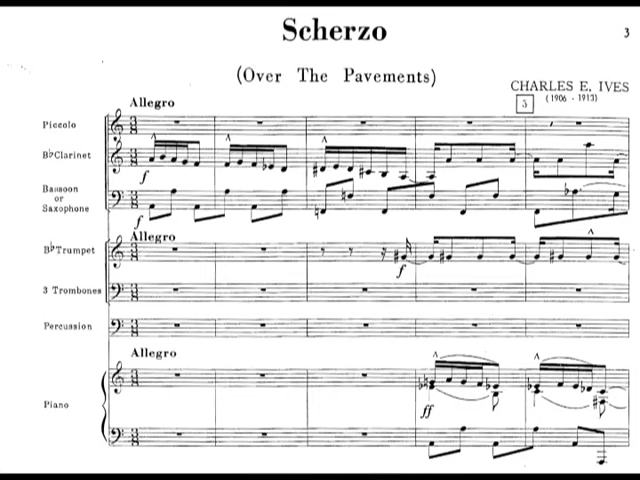 Scherzo
3
(Over The Pavements)
CHARLES E. IVES
(1906 - 1913)
5
Allegro
Piccolo
B♭Clarinet
Bassoon
or
Saxophone
f
f
Allegro
B♭Trumpet
f
3 Trombones
Percussion
Allegro
Piano
ff